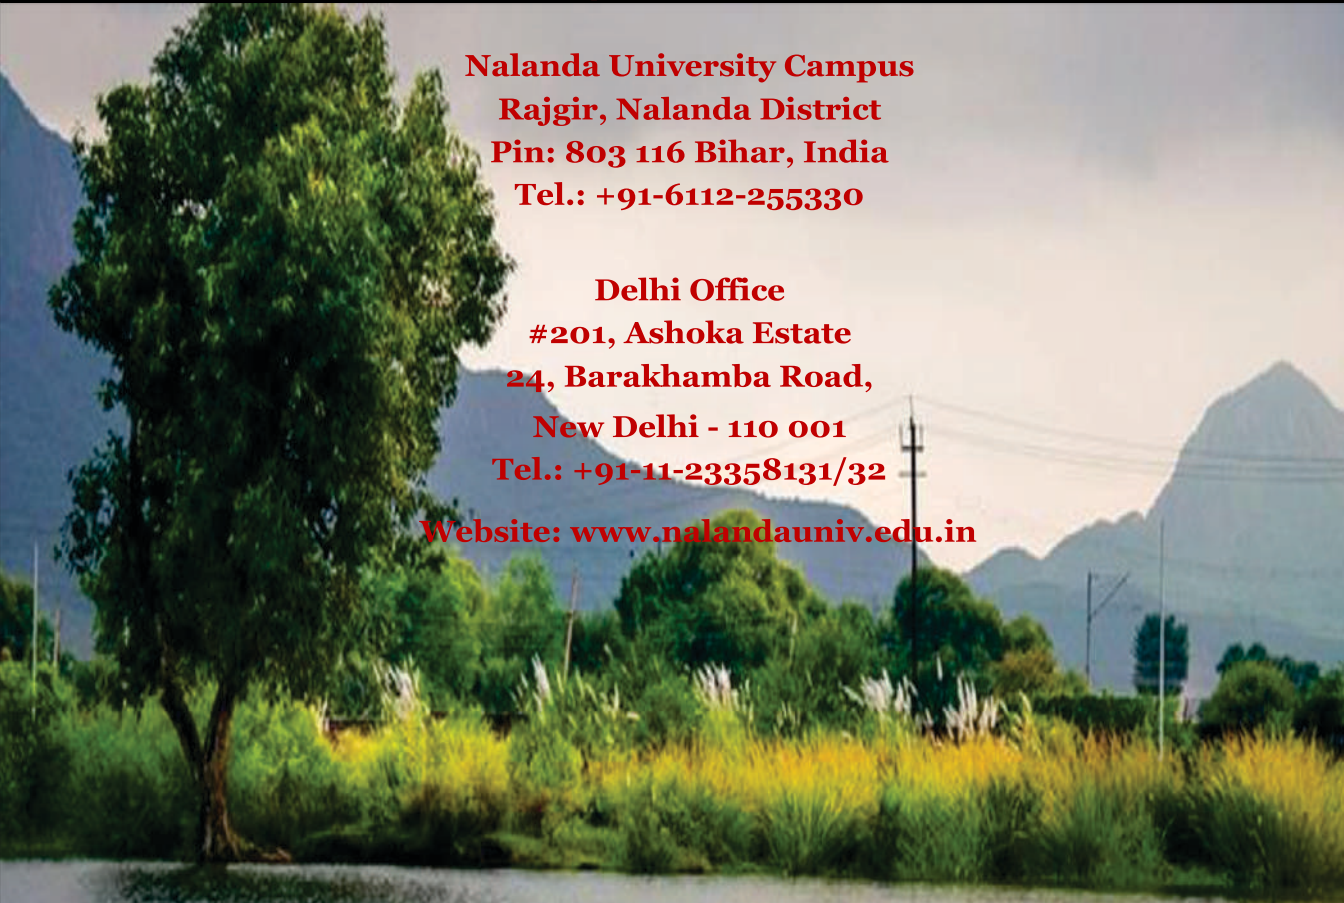 Nalanda University Campus
Rajgir, Nalanda District
Pin: 803 116 Bihar, India
Tel.: +91-6112-255330
Delhi Office
#201, Ashoka Estate
24, Barakhamba Road,
New Delhi - 110 001
Tel.: +91-11-23358131/32
Website: www.nalandauniv.edu.in